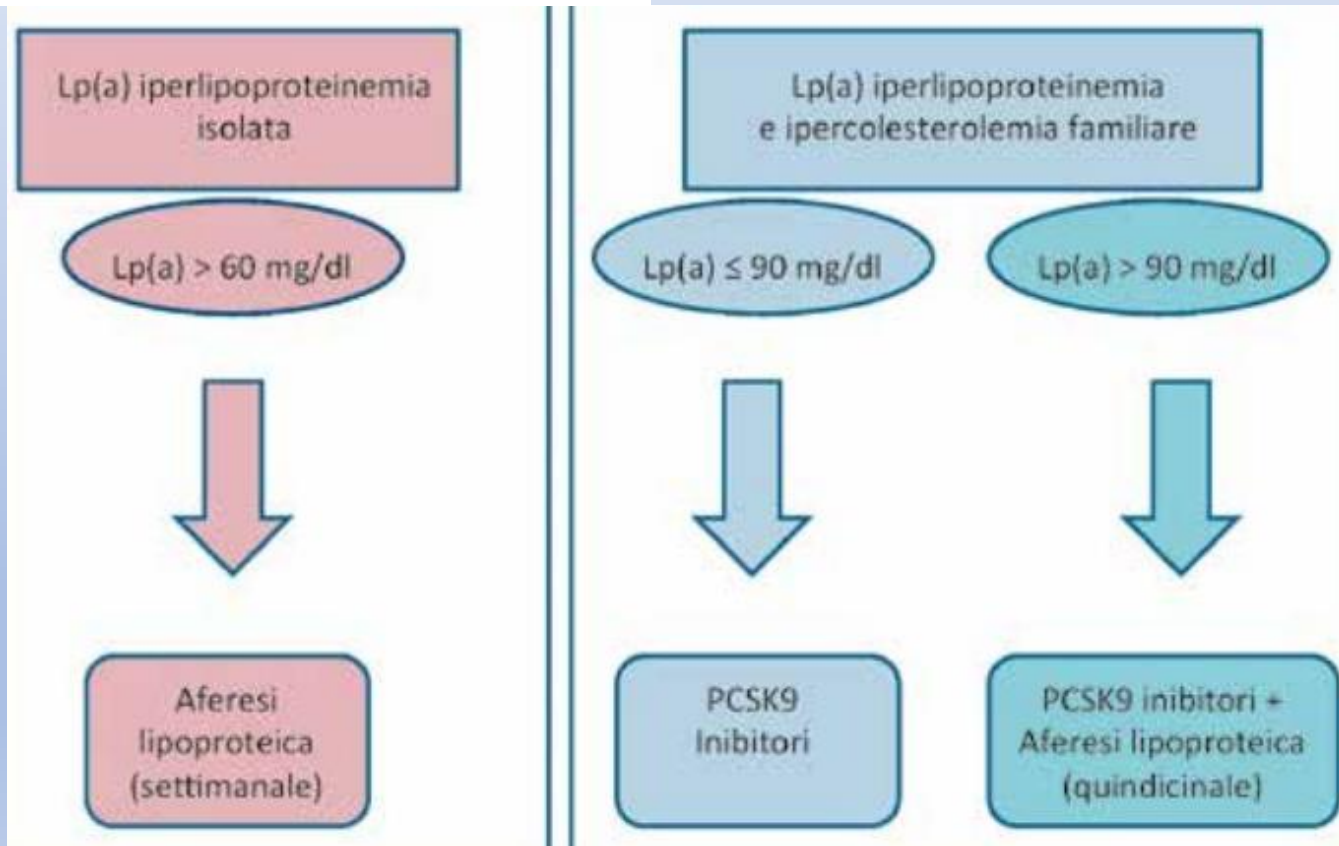 Lp(a) iperlipoproteinemia
isolata
Lp(a) > 60 mg/dl
Aferesi
lipoproteica
(settimanale)
Lp(a) iperlipoproteinemia
e ipercolesterolemia familiare
Lp(a) ≤ 90 mg/dl
PCSK9
Inibitori
Lp(a) > 90 mg/dl
PCSK9 inibitori +
Aferesi lipoproteica
(quindicinale)